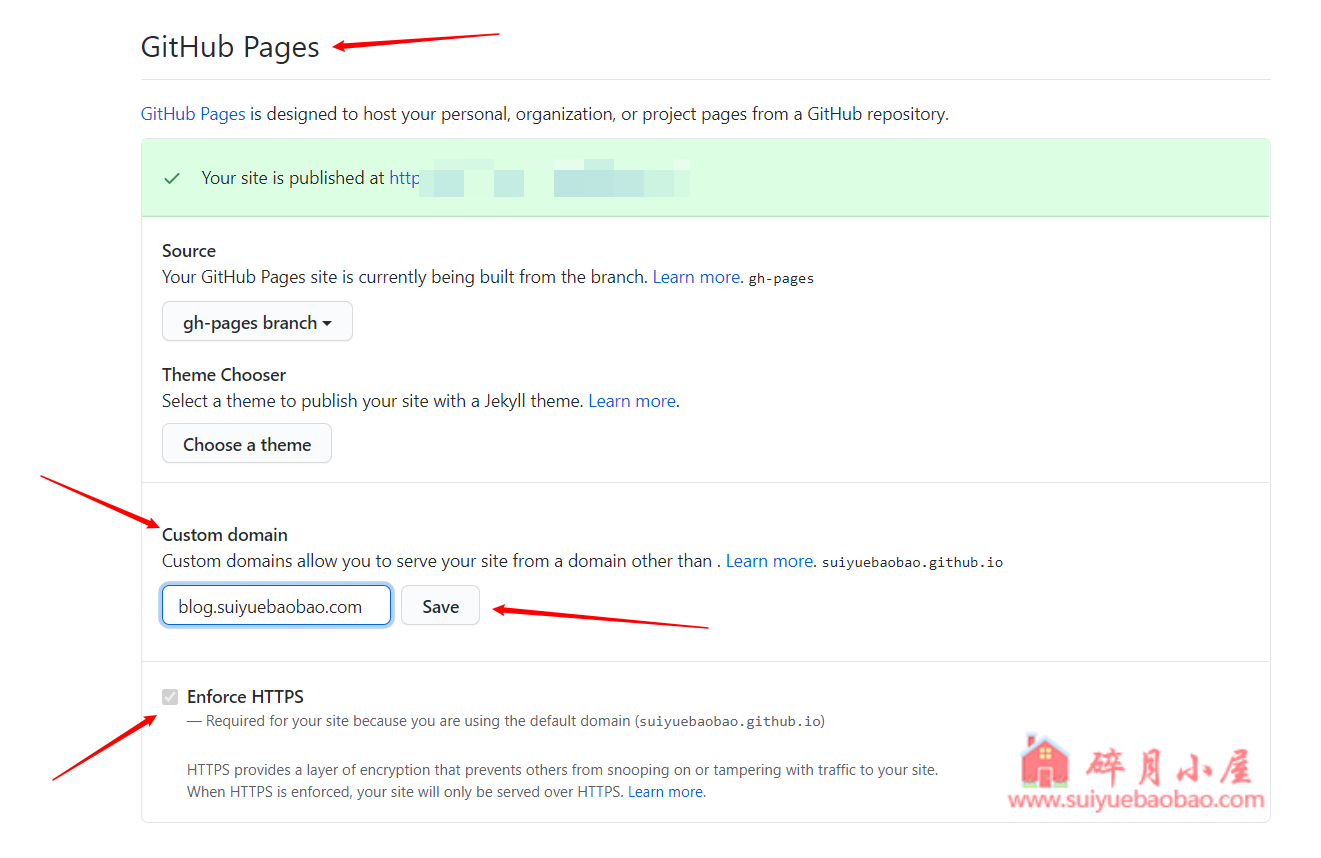 GitHub Pages
GitHub Pages is designed to host your personal, organization, or project pages from a GitHub repository.
Your site is published at http
Source
Your GitHub Pages site is currently being built from the branch. Learn more. gh-pages
gh-pages branch
Theme Chooser
Select a theme to publish your site with a Jekyll theme. Learn more.
Choose a theme
Custom domain
Custom domains allow you to serve your site from a domain other than . Learn more. suiyuebaobao.github.io
blog.suiyuebaobao.com Save
Enforce HTTPS
— Required for your site because you are using the default domain (suiyuebaobao.github.io)
HTTPS provides a layer of encryption that prevents others from snooping on or tampering with traffic to your site.
When HTTPS is enforced, your site will only be served over HTTPS. Learn more.
碎月小屋
www.suiyuebaobao.com